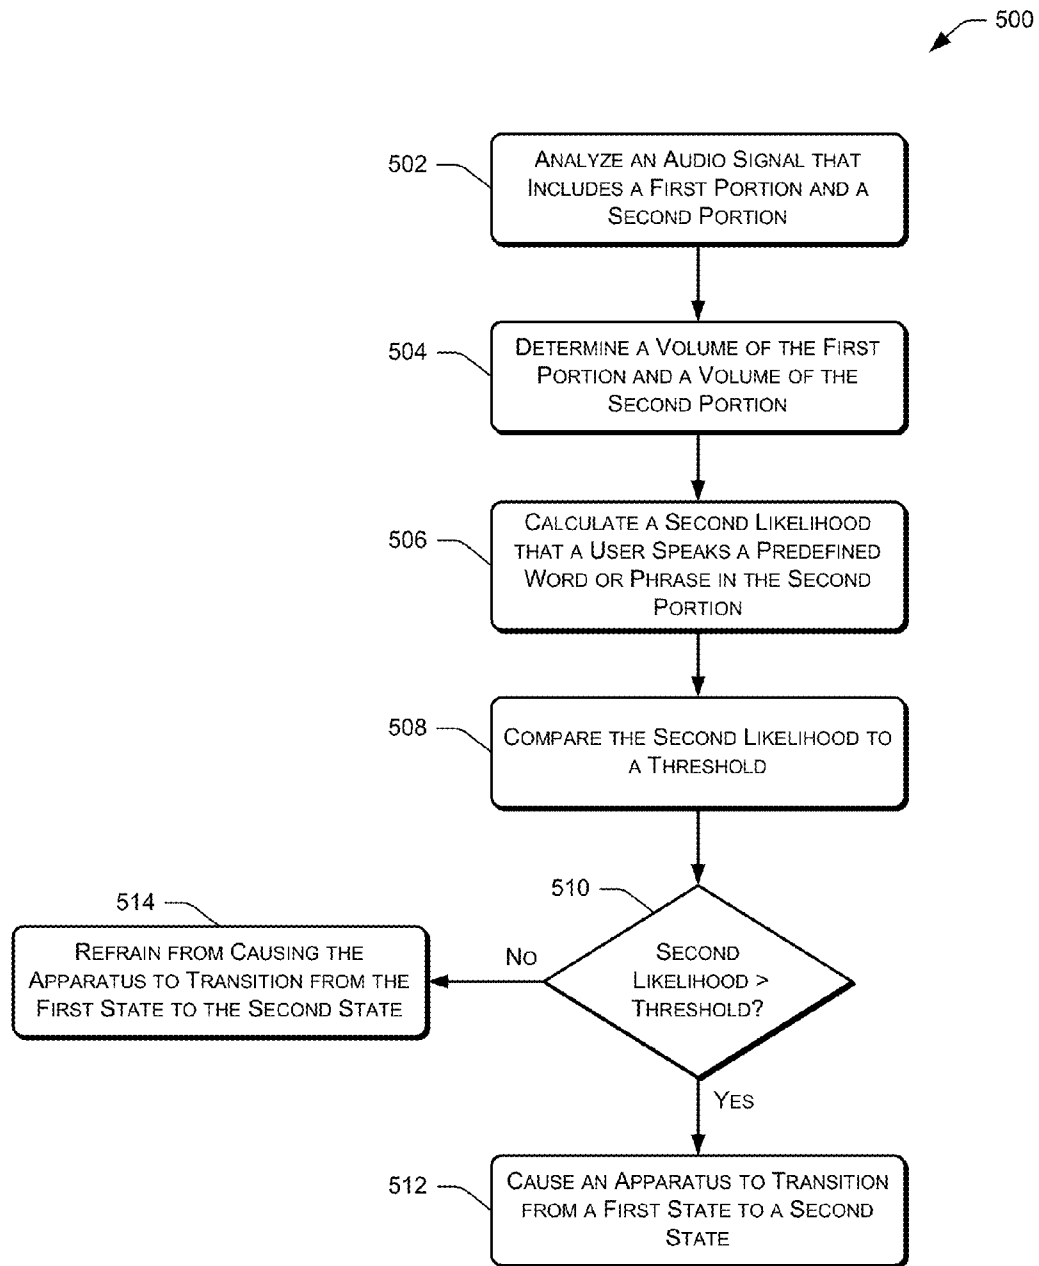 500
502
ANALYZE AN AUDIO SIGNAL THAT
INCLUDES A FIRST PORTION AND A
SECOND PORTION
504
DETERMINE A VOLUME OF THE FIRST
PORTION AND A VOLUME OF THE
SECOND PORTION
506
CALCULATE A SECOND LIKELIHOOD
THAT A USER SPEAKS A PREDEFINED
WORD OR PHRASE IN THE SECOND
PORTION
508
COMPARE THE SECOND LIKELIHOOD TO
A THRESHOLD
510
SECOND
LIKELIHOOD >
THRESHOLD?
NO
514
REFRAIN FROM CAUSING THE
APPARATUS TO TRANSITION FROM THE
FIRST STATE TO THE SECOND STATE
YES
512
CAUSE AN APPARATUS TO TRANSITION
FROM A FIRST STATE TO A SECOND
STATE